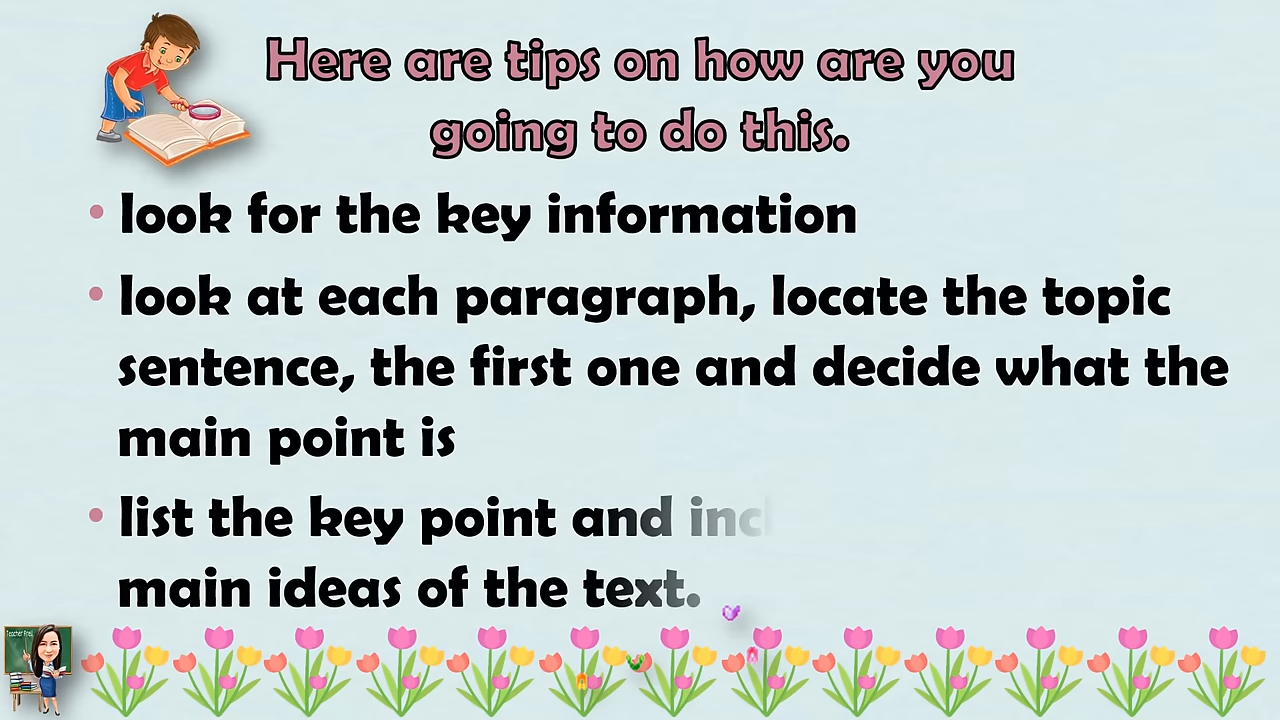 Here are tips on how are you
going to do this.
• look for the key information
• look at each paragraph, locate the topic
sentence, the first one and decide what the
main point is
• list the key point and
main ideas of the text.